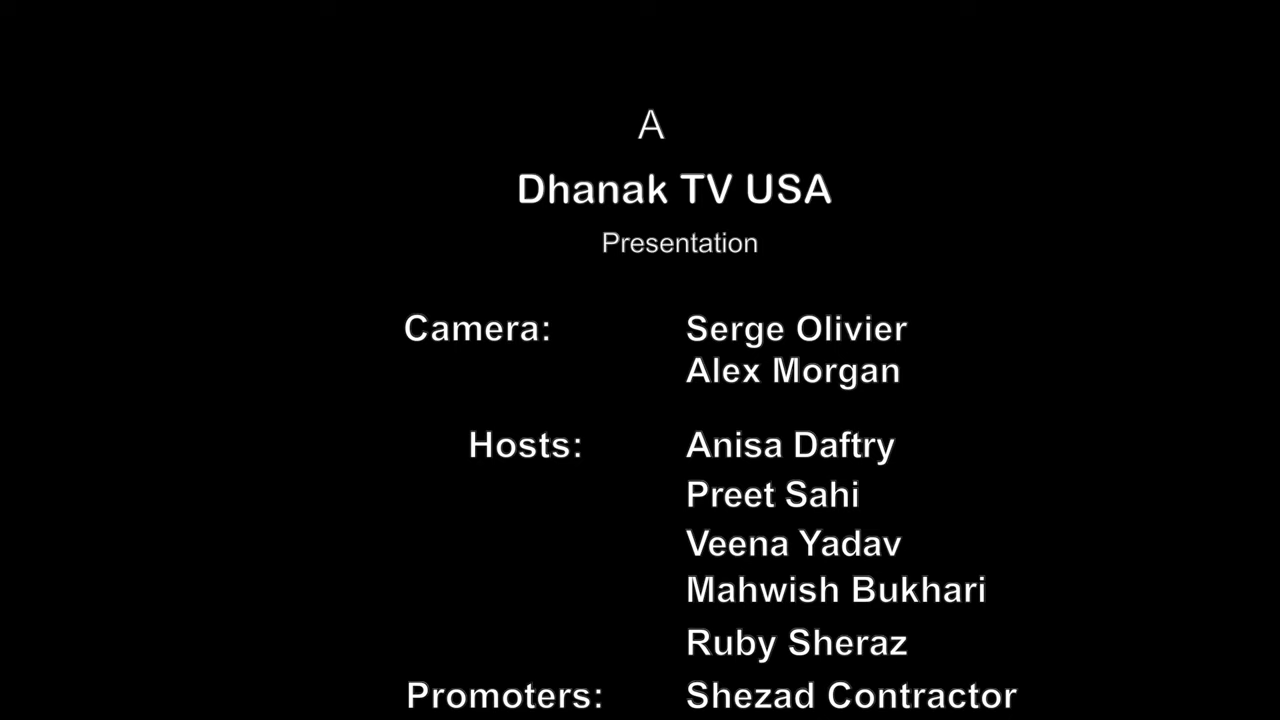 A
Dhanak TV USA
Presentation
Camera: Serge Olivier
Alex Morgan
Hosts: Anisa Daftry
Preet Sahi
Veena Yadav
Mahwish Bukhari
Ruby Sheraz
Promoters: Shezad Contractor